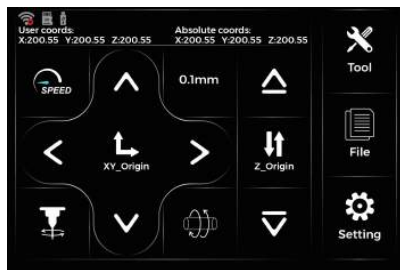 User coords:
X:200.55 Y:200.55 Z:200.55
Absolute coords:
X:200.55 Y:200.55 Z:200.55
SPEED
0.1mm
Tool
XY_Origin
Z_Origin
File
Setting